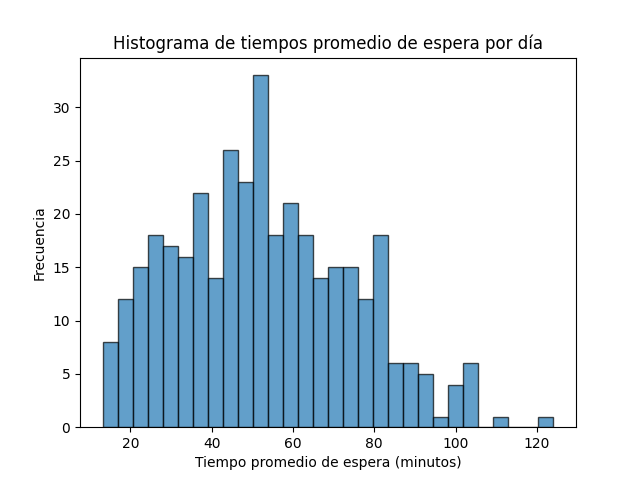 Histograma de tiempos promedio de espera por día
Frecuencia
30
25
20
15
10
5
0
20 40 60 80 100 120
Tiempo promedio de espera (minutos)